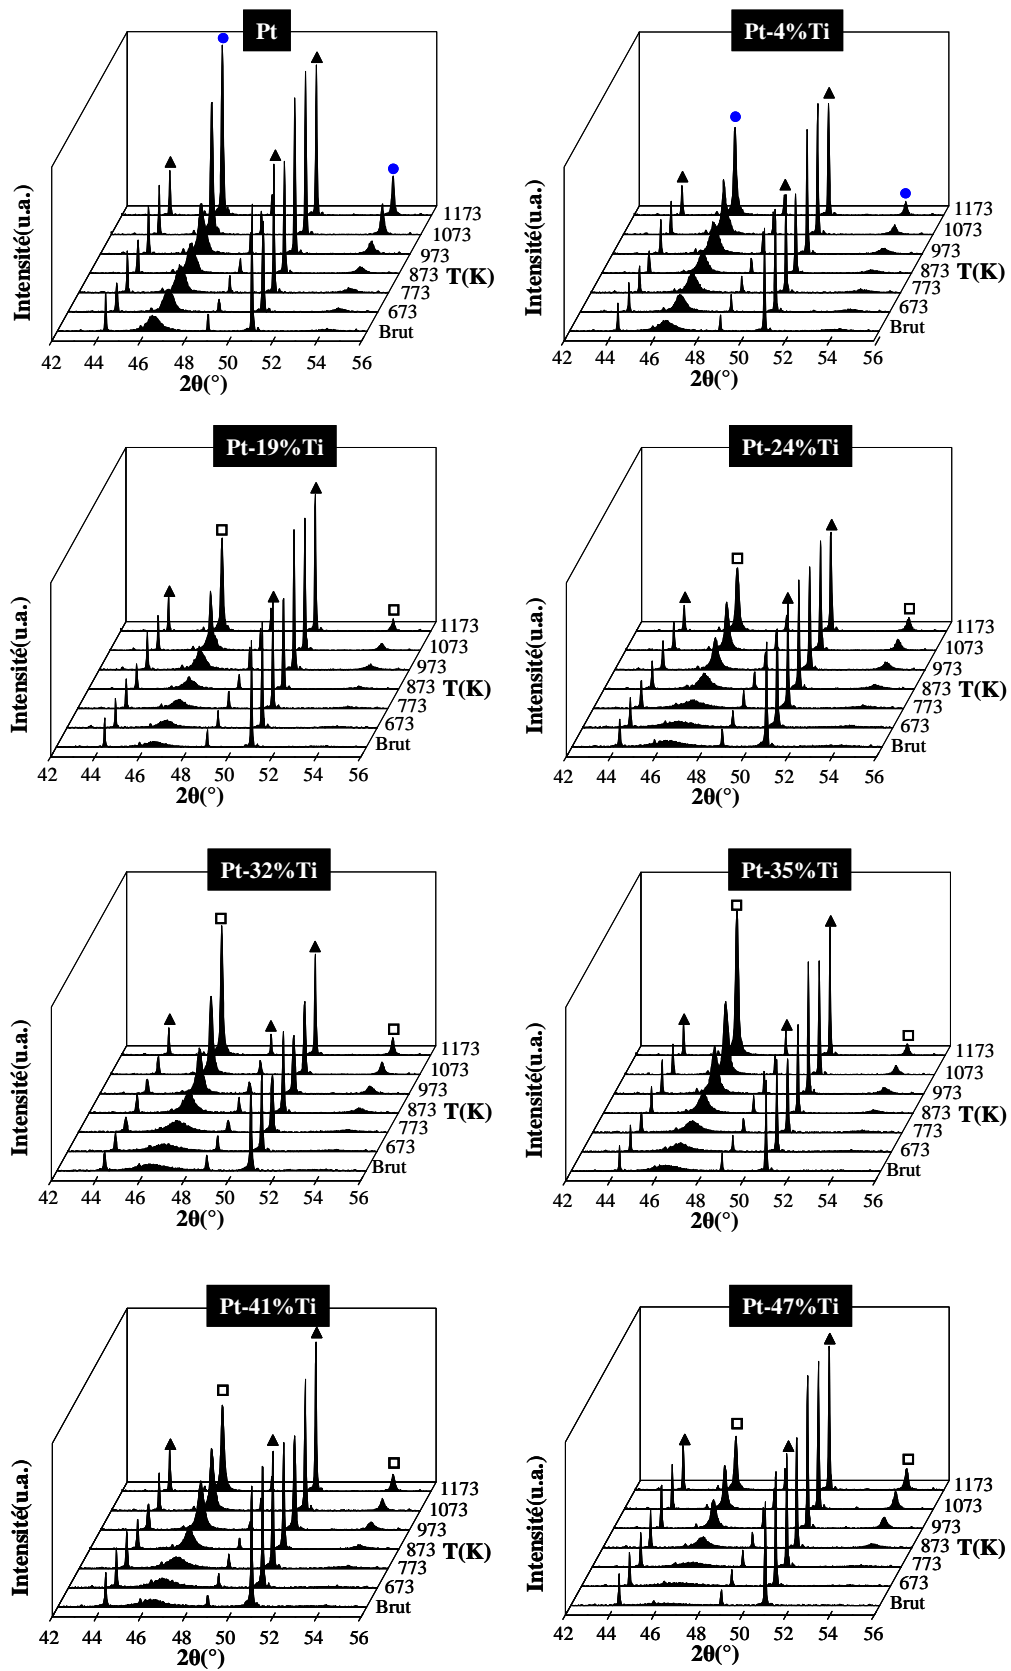 Pt
Intensité(u.a.)
1173
1073
973
873 T(K)
773
673
Brut
42 44 46 48 50 52 54 56
2θ(°)
Pt-4%Ti
Intensité(u.a.)
1173
1073
973
873 T(K)
773
673
Brut
42 44 46 48 50 52 54 56
2θ(°)
Pt-19%Ti
Intensité(u.a.)
1173
1073
973
873 T(K)
773
673
Brut
42 44 46 48 50 52 54 56
2θ(°)
Pt-24%Ti
Intensité(u.a.)
1173
1073
973
873 T(K)
773
673
Brut
42 44 46 48 50 52 54 56
2θ(°)
Pt-32%Ti
Intensité(u.a.)
1173
1073
973
873 T(K)
773
673
Brut
42 44 46 48 50 52 54 56
2θ(°)
Pt-35%Ti
Intensité(u.a.)
1173
1073
973
873 T(K)
773
673
Brut
42 44 46 48 50 52 54 56
2θ(°)
Pt-41%Ti
Intensité(u.a.)
1173
1073
973
873 T(K)
773
673
Brut
42 44 46 48 50 52 54 56
2θ(°)
Pt-47%Ti
Intensité(u.a.)
1173
1073
973
873 T(K)
773
673
Brut
42 44 46 48 50 52 54 56
2θ(°)